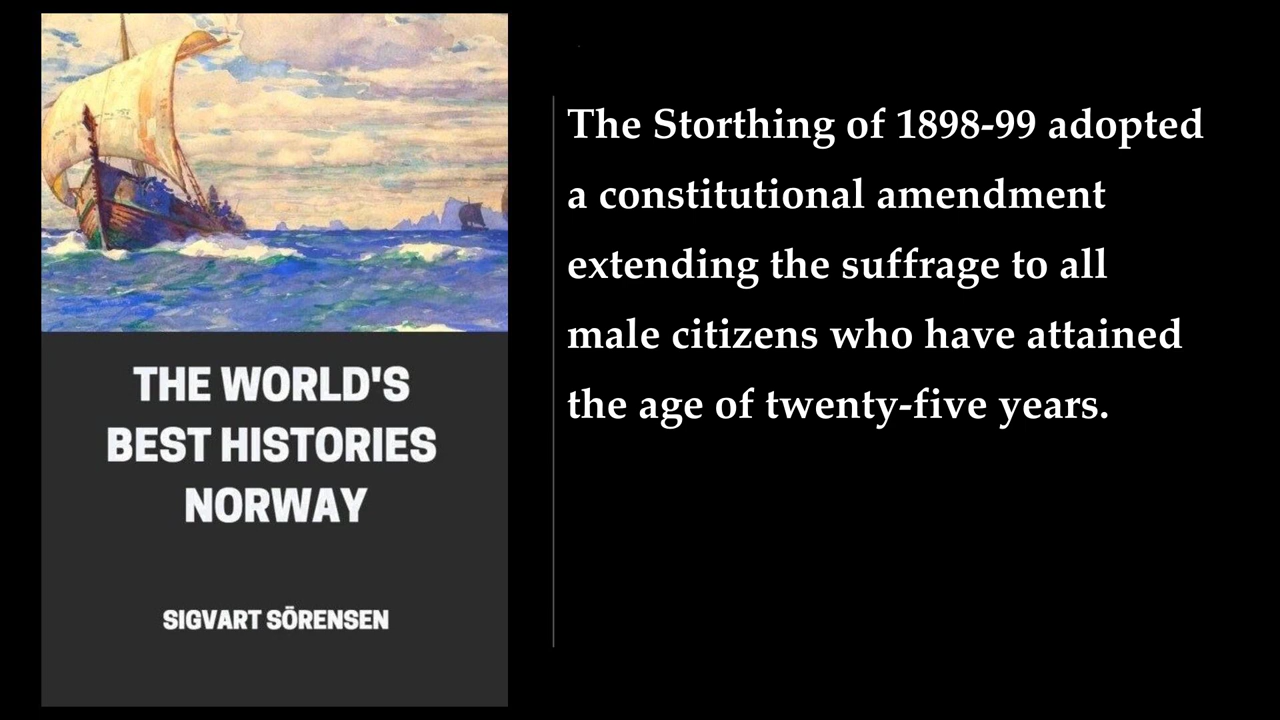 THE WORLD'S
BEST HISTORIES
NORWAY
SIGVART SÖRENSEN
The Storthing of 1898-99 adopted
a constitutional amendment
extending the suffrage to all
male citizens who have attained
the age of twenty-five years.